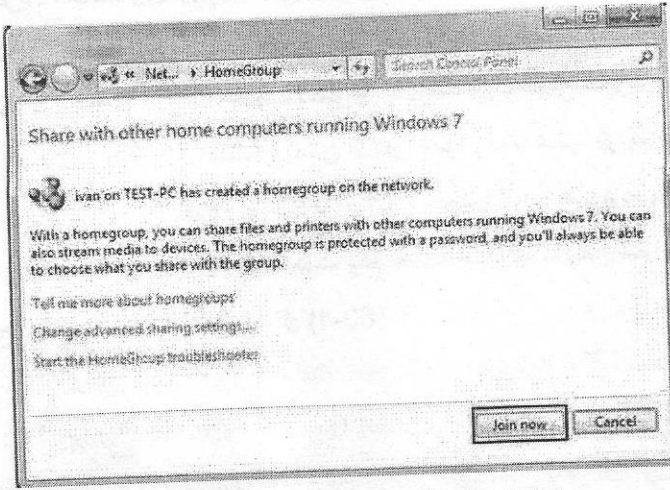 « Net... ▸ HomeGroup
Search Control Panel
Share with other home computers running Windows 7
ivan on TEST-PC has created a homegroup on the network.
With a homegroup, you can share files and printers with other computers running Windows 7. You can
also stream media to devices. The homegroup is protected with a password, and you'll always be able
to choose what you share with the group.
Tell me more about homegroups
Change advanced sharing settings...
Start the HomeGroup troubleshooter
Join now
Cancel